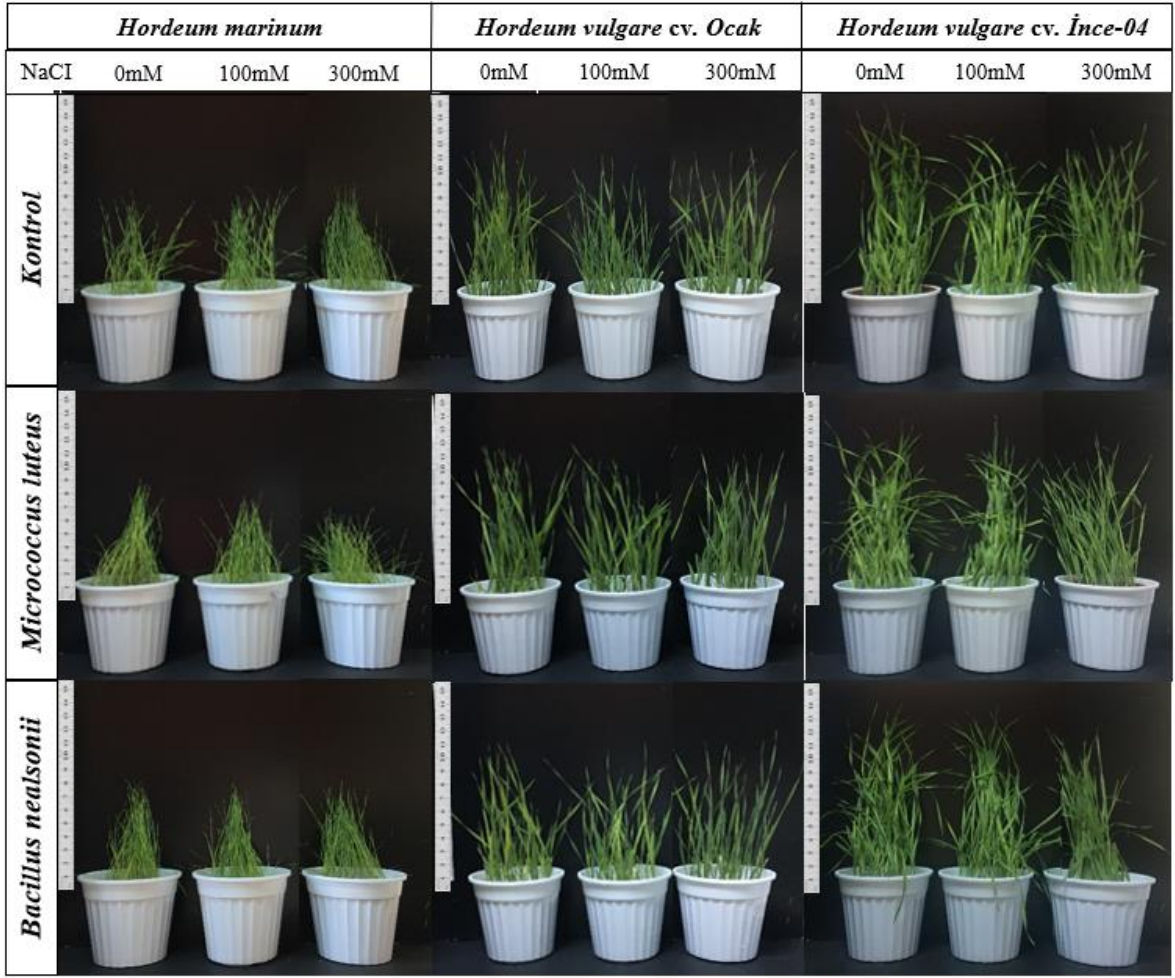 Hordeum marinum
Hordeum vulgare cv. Ocak
Hordeum vulgare cv. İnce-04
NaCI 0mM 100mM 300mM
0mM 100mM 300mM
0mM 100mM 300mM
Kontrol
Micrococcus luteus
Bacillus nealsonii